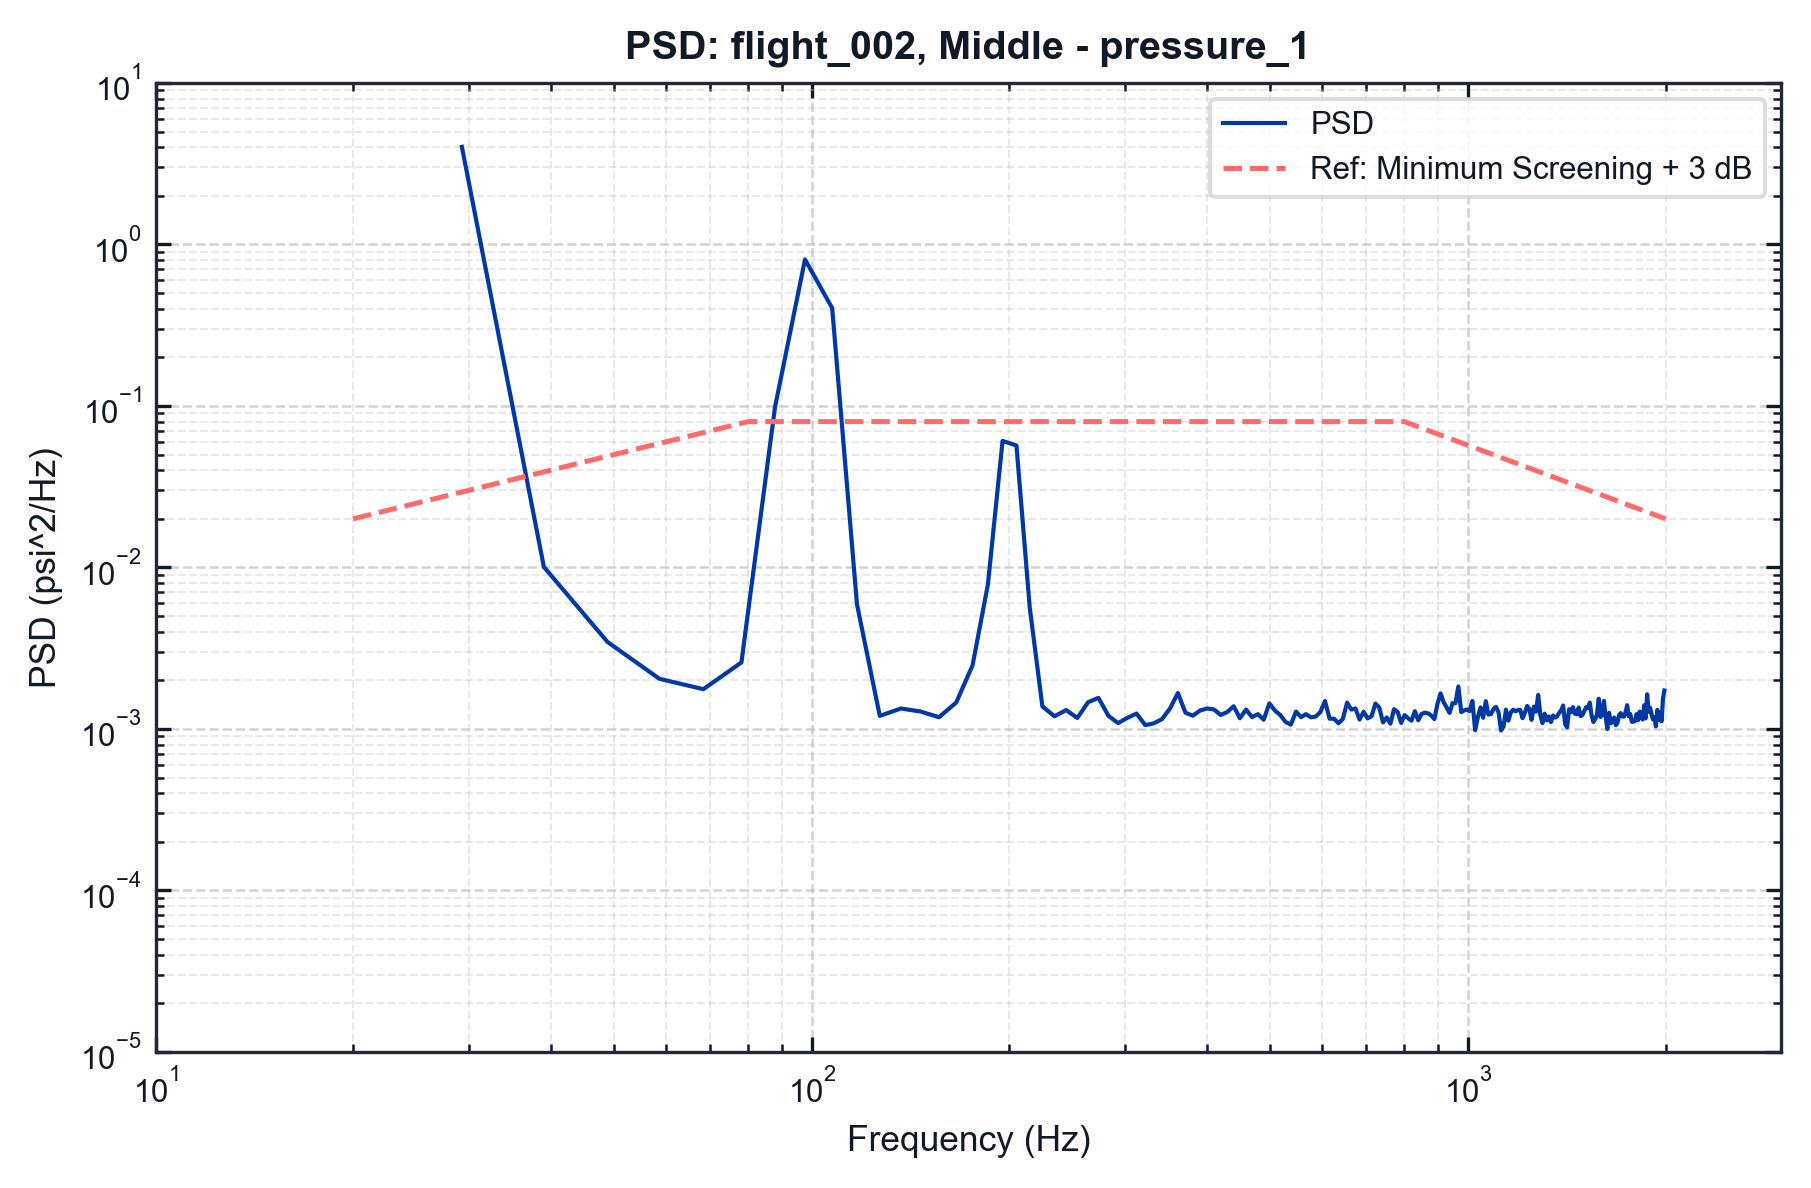 PSD: flight_002, Middle - pressure_1
PSD
Ref: Minimum Screening + 3 dB
PSD (psi^2/Hz)
10^1
10^0
10^−1
10^−2
10^−3
10^−4
10^−5
10^1 10^2 10^3
Frequency (Hz)